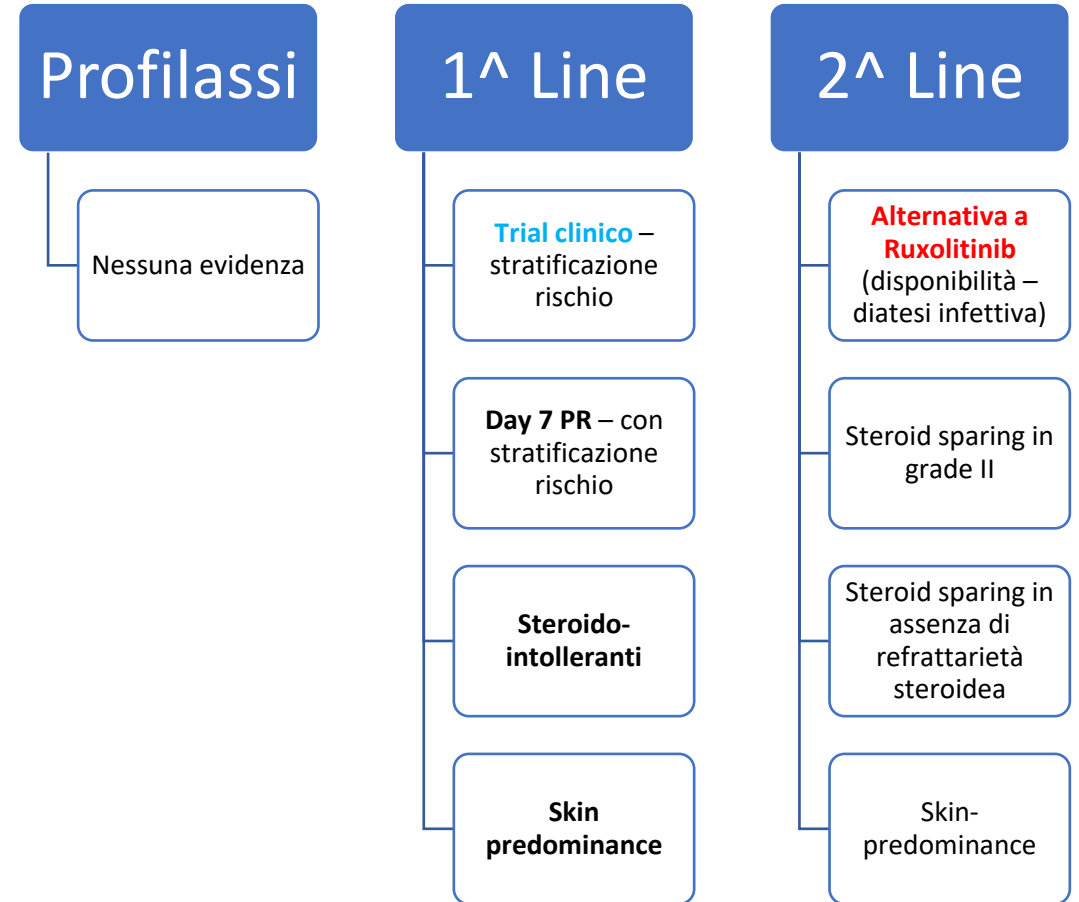 Profilassi
Nessuna evidenza
1^ Line
Trial clinico –
stratificazione
rischio
Day 7 PR – con
stratificazione
rischio
Steroido-
intolleranti
Skin
predominance
2^ Line
Alternativa a
Ruxolitinib
(disponibilità –
diatesi infettiva)
Steroid sparing in
grade II
Steroid sparing in
assenza di
refrattarietà
steroidea
Skin-
predominance